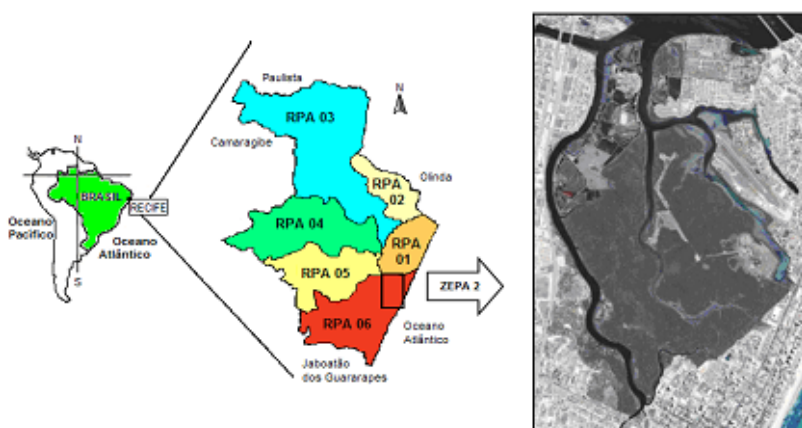 N
BRASIL
RECIFE
Oceano
Pacífico
Oceano
Atlântico
S
Paulista
N
RPA 03
Camaragibe
Olinda
RPA
02
RPA 04
RPA
01
RPA 05
ZEPA 2
RPA 06
Oceano
Atlântico
Jaboatão
dos Guararapes